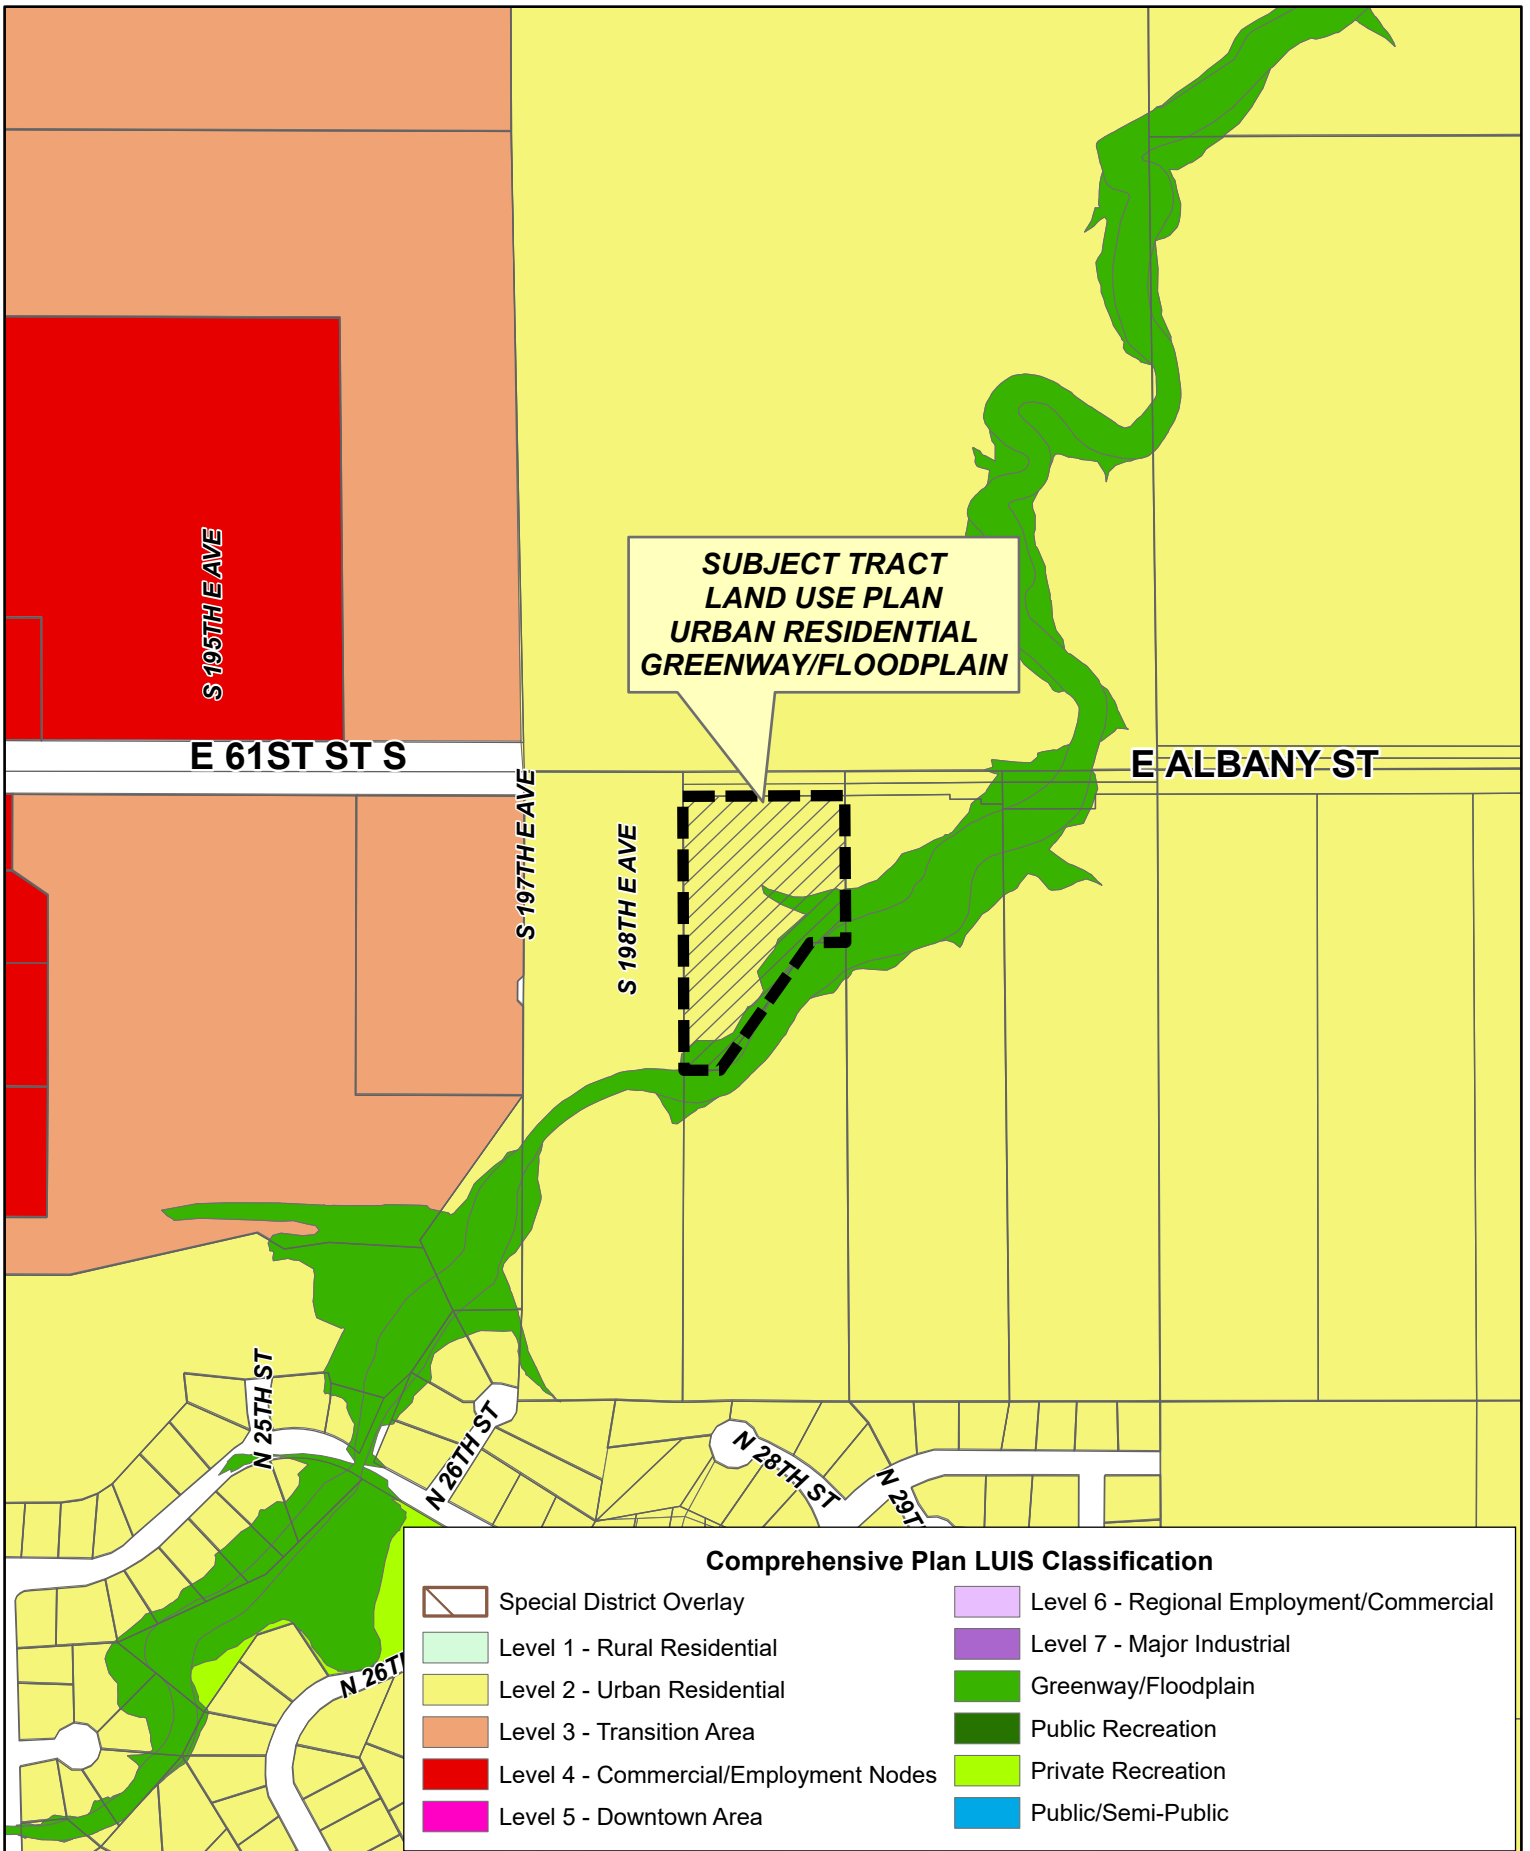 S 195TH E AVE
SUBJECT TRACT
LAND USE PLAN
URBAN RESIDENTIAL
GREENWAY/FLOODPLAIN
E 61ST ST S
E ALBANY ST
S 197TH E AVE
S 198TH E AVE
N 25TH ST
N 26TH ST
N 28TH ST
N 29T
N 26T
Comprehensive Plan LUIS Classification
Special District Overlay
Level 1 - Rural Residential
Level 2 - Urban Residential
Level 3 - Transition Area
Level 4 - Commercial/Employment Nodes
Level 5 - Downtown Area
Level 6 - Regional Employment/Commercial
Level 7 - Major Industrial
Greenway/Floodplain
Public Recreation
Private Recreation
Public/Semi-Public